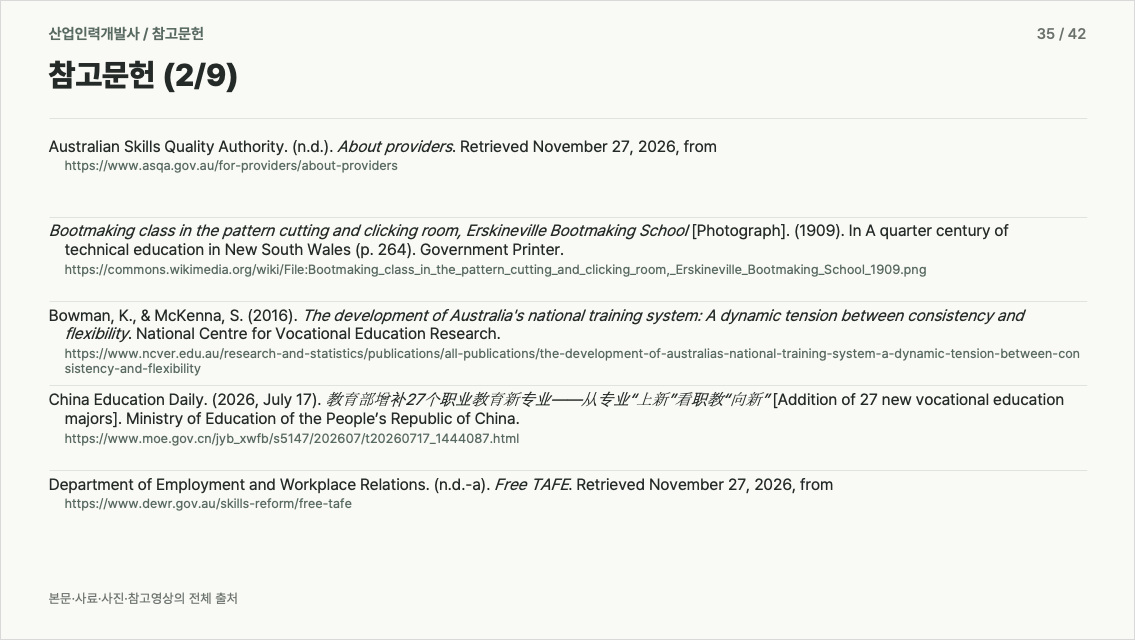 산업인력개발사 / 참고문헌
35 / 42
참고문헌 (2/9)
Australian Skills Quality Authority. (n.d.). About providers. Retrieved November 27, 2026, from
https://www.asqa.gov.au/for-providers/about-providers
Bootmaking class in the pattern cutting and clicking room, Erskineville Bootmaking School [Photograph]. (1909). In A quarter century of
technical education in New South Wales (p. 264). Government Printer.
https://commons.wikimedia.org/wiki/File:Bootmaking_class_in_the_pattern_cutting_and_clicking_room,_Erskineville_Bootmaking_School_1909.png
Bowman, K., & McKenna, S. (2016). The development of Australia's national training system: A dynamic tension between consistency and
flexibility. National Centre for Vocational Education Research.
https://www.ncver.edu.au/research-and-statistics/publications/all-publications/the-development-of-australias-national-training-system-a-dynamic-tension-between-con
sistency-and-flexibility
China Education Daily. (2026, July 17). 教育部增补27个职业教育新专业——从专业“上新”看职教“向新” [Addition of 27 new vocational education
majors]. Ministry of Education of the People’s Republic of China.
https://www.moe.gov.cn/jyb_xwfb/s5147/202607/t20260717_1444087.html
Department of Employment and Workplace Relations. (n.d.-a). Free TAFE. Retrieved November 27, 2026, from
https://www.dewr.gov.au/skills-reform/free-tafe
본문·사료·사진·참고영상의 전체 출처